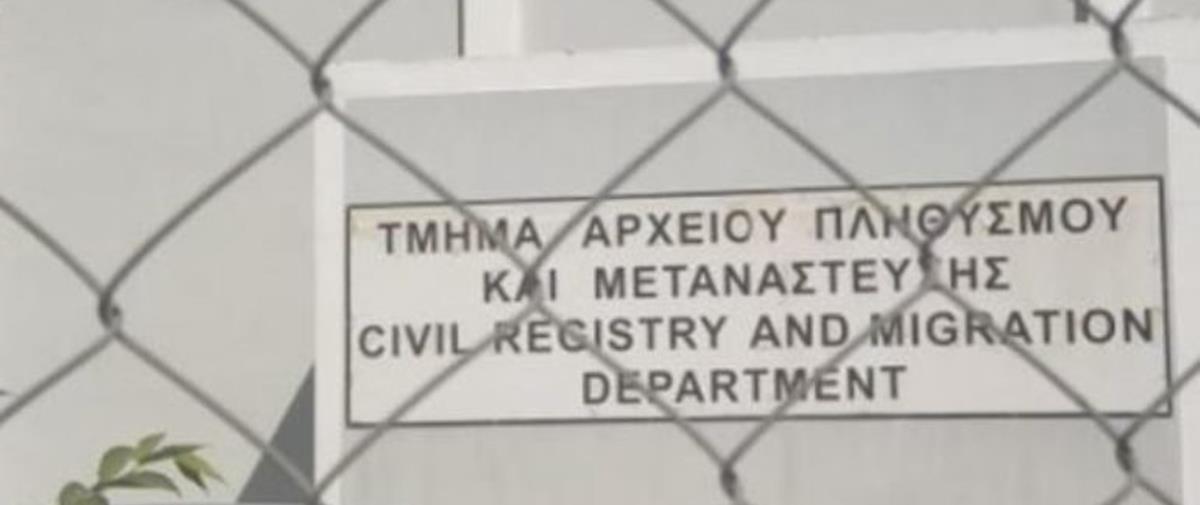 ΤΜΗΜΑ ΑΡΧΕΙΟΥ ΠΛΗΘΥΣΜΟΥ
ΚΑΙ ΜΕΤΑΝΑΣΤΕΥΣΗΣ
CIVIL REGISTRY AND MIGRATION
DEPARTMENT